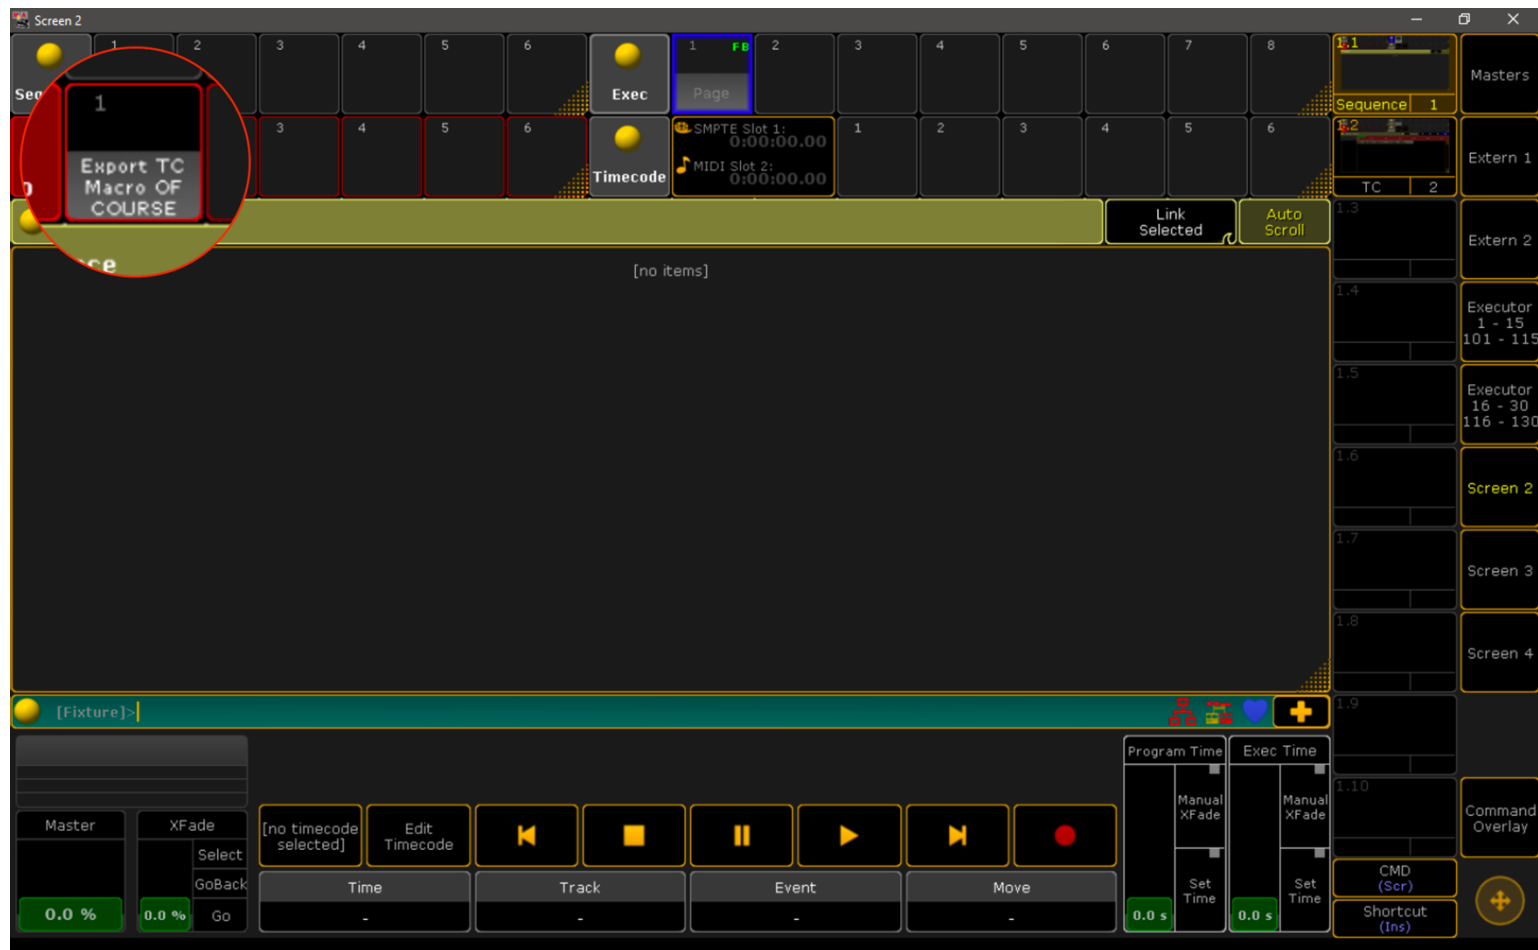 Screen 2
1
2
3
4
5
6
Exec
1 FB
Page
2
3
4
5
6
7
8
1.1
Sequence 1
Masters
Seq
1
Export TC
Macro OF
COURSE
3
4
5
6
Timecode
SMPTE Slot 1:
0:00:00.00
MIDI Slot 2:
0:00:00.00
1
2
3
4
5
6
1.2
TC 2
Extern 1
Link
Selected
Auto
Scroll
1.3
Extern 2
[no items]
1.4
Executor
1 - 15
101 - 115
1.5
Executor
16 - 30
116 - 130
1.6
Screen 2
1.7
Screen 3
1.8
Screen 4
[Fixture]>
1.9
Program Time
Exec Time
Manual
XFade
Manual
XFade
1.10
Command
Overlay
Master
XFade
Select
GoBack
Go
0.0 %
0.0 %
[no timecode
selected]
Edit
Timecode
Time
Track
Event
Move
-
-
-
-
Set
Time
0.0 s
Set
Time
0.0 s
CMD
(Scr)
Shortcut
(Ins)